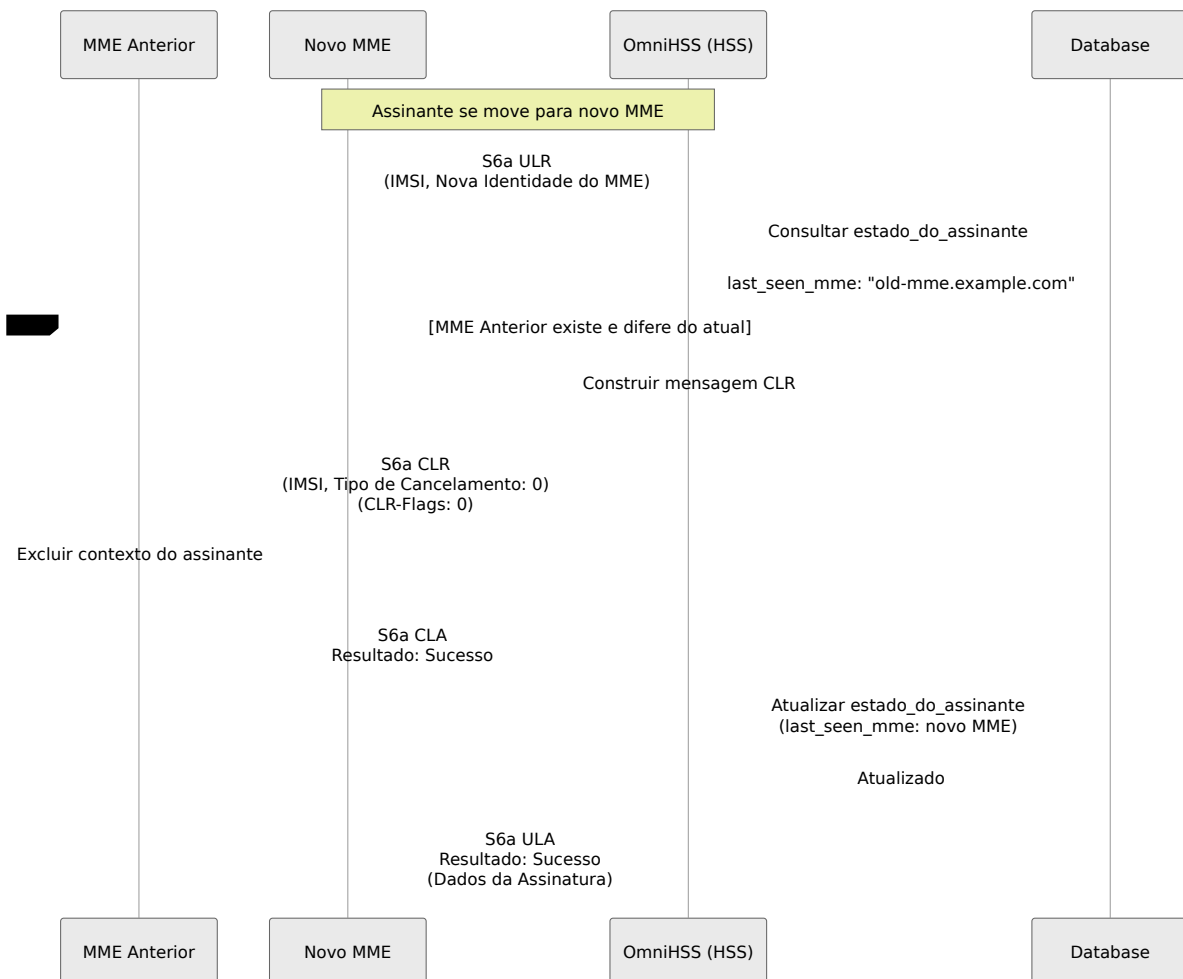 MME Anterior
Novo MME
OmniHSS (HSS)
Database
Assinante se move para novo MME
S6a ULR
(IMSI, Nova Identidade do MME)
Consultar estado_do_assinante
last_seen_mme: "old-mme.example.com"
[MME Anterior existe e difere do atual]
Construir mensagem CLR
S6a CLR
(IMSI, Tipo de Cancelamento: 0)
(CLR-Flags: 0)
Excluir contexto do assinante
S6a CLA
Resultado: Sucesso
Atualizar estado_do_assinante
(last_seen_mme: novo MME)
Atualizado
S6a ULA
Resultado: Sucesso
(Dados da Assinatura)
MME Anterior
Novo MME
OmniHSS (HSS)
Database